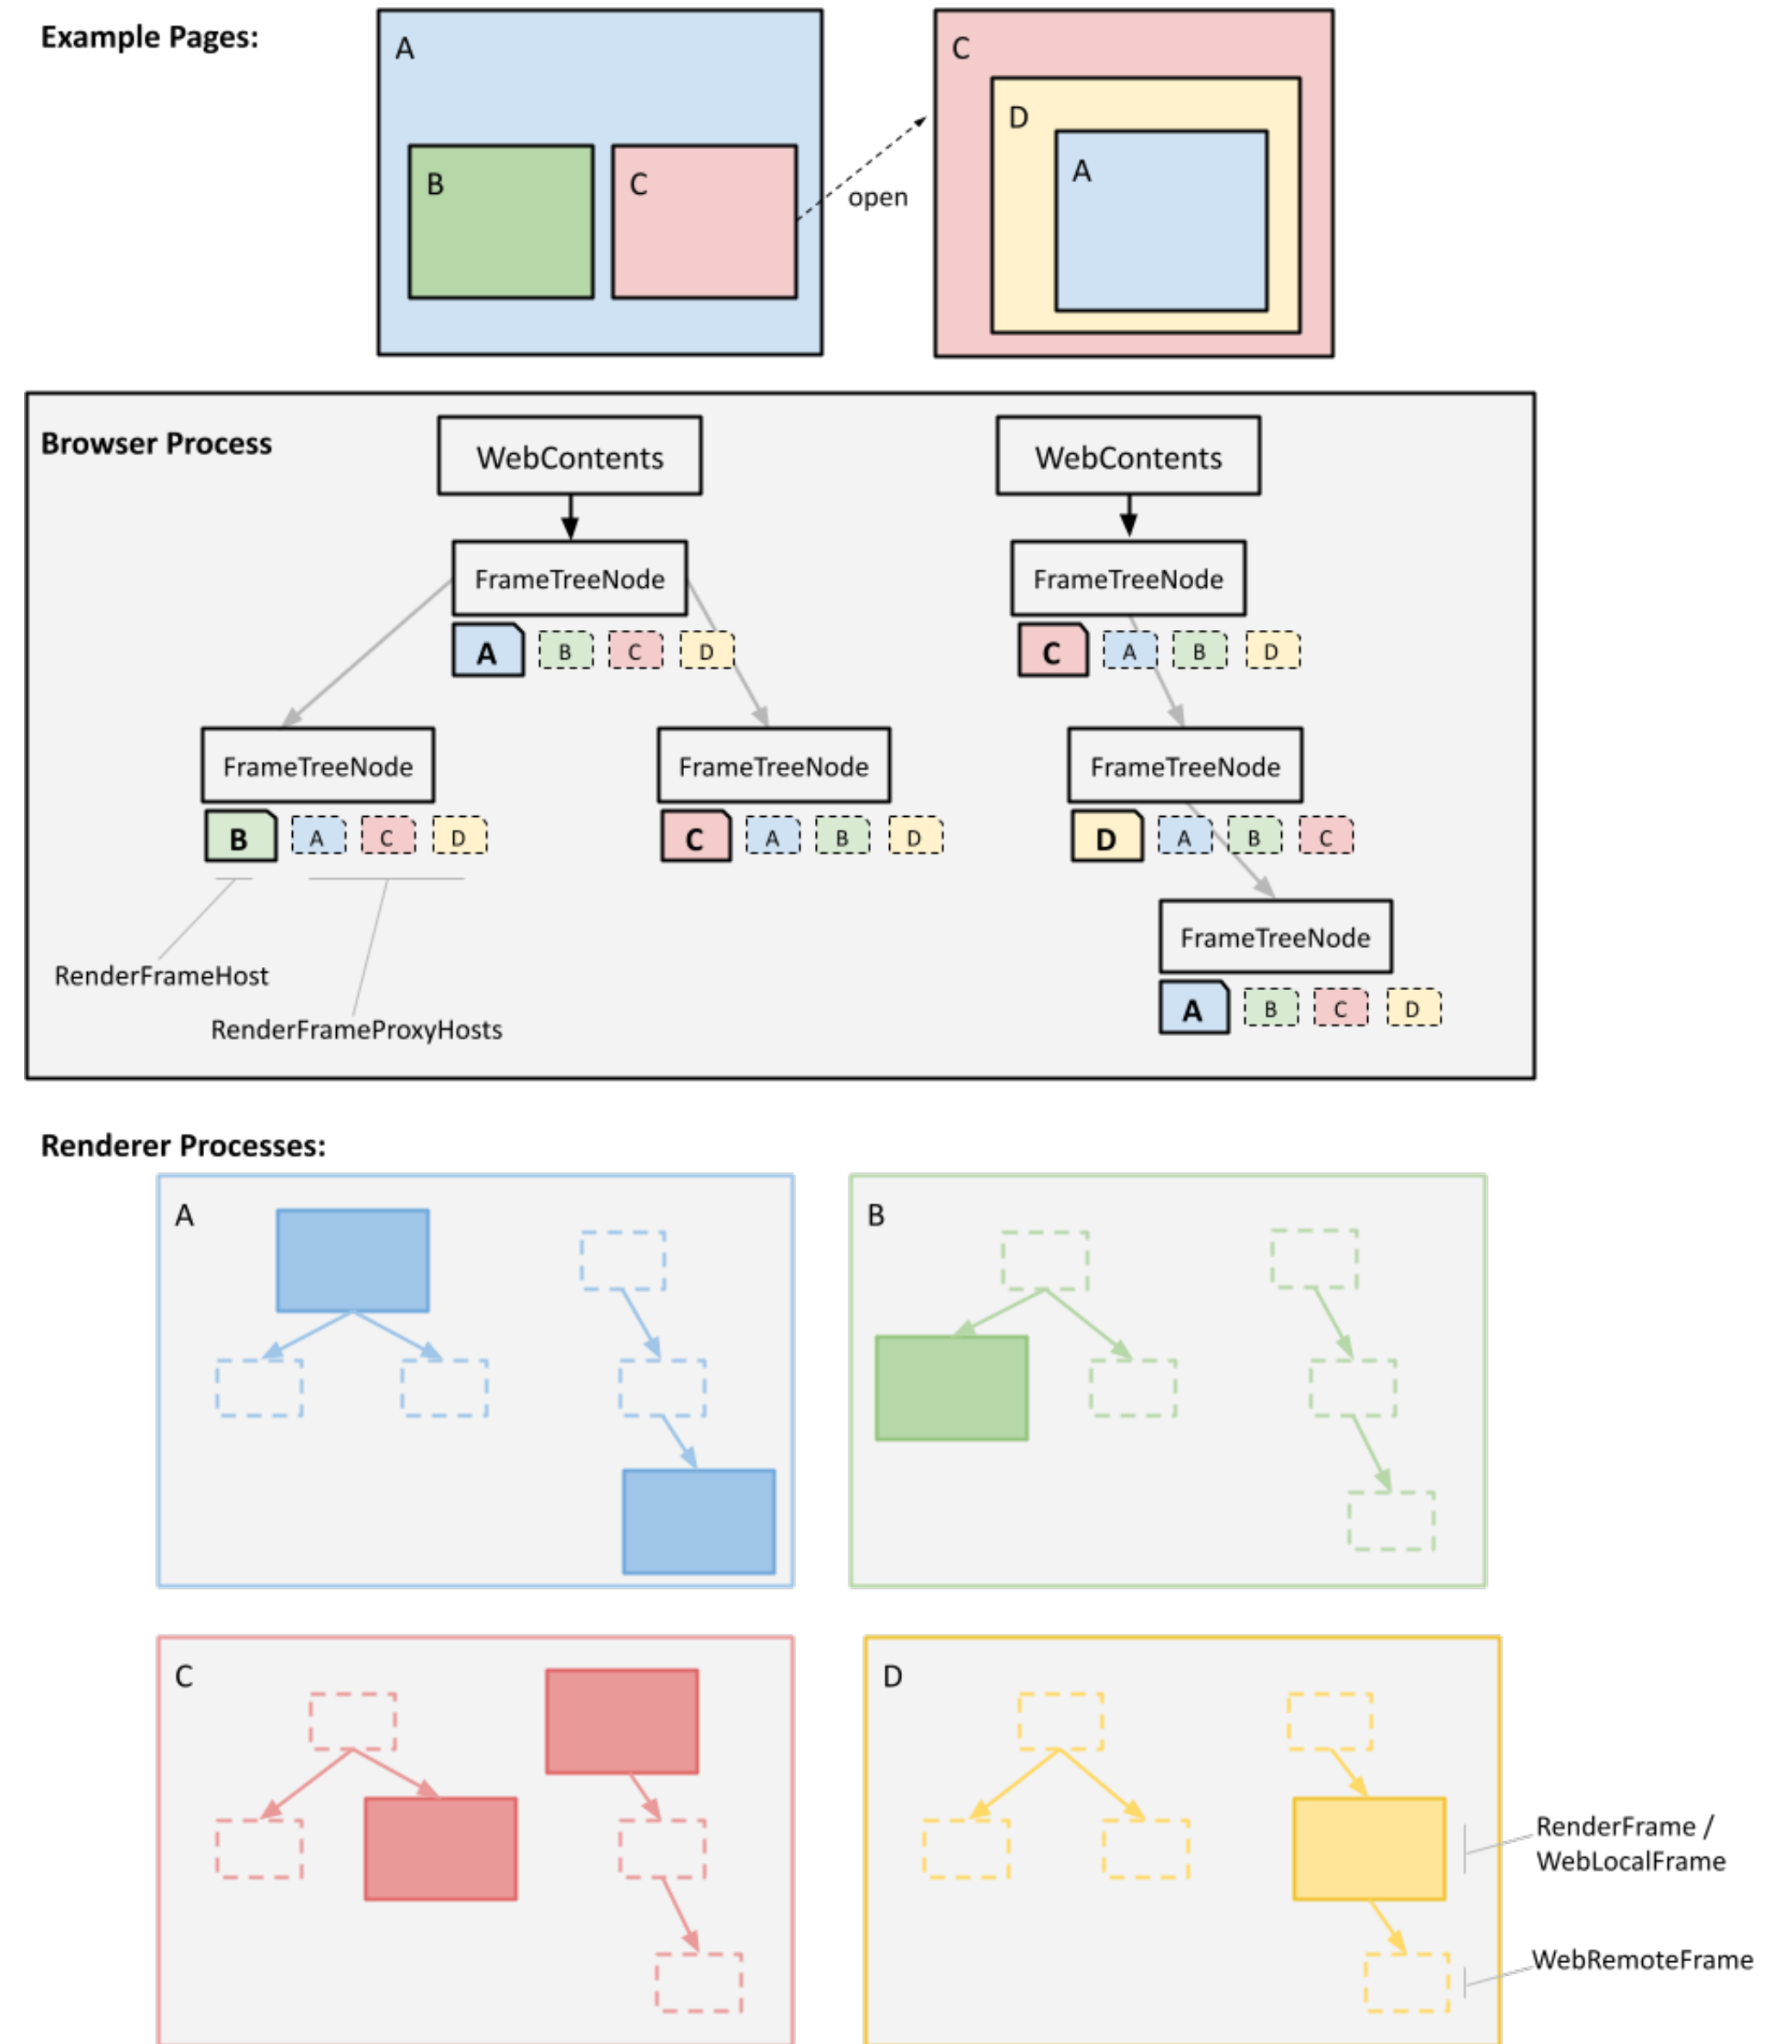 Example Pages:
A
B
C
open
C
D
A
Browser Process
WebContents
WebContents
FrameTreeNode
FrameTreeNode
A B C D
C A B D
FrameTreeNode
FrameTreeNode
FrameTreeNode
B A C D
C A B D
D A B C
FrameTreeNode
A B C D
RenderFrameHost
RenderFrameProxyHosts
Renderer Processes:
A
B
C
D
RenderFrame /
WebLocalFrame
WebRemoteFrame